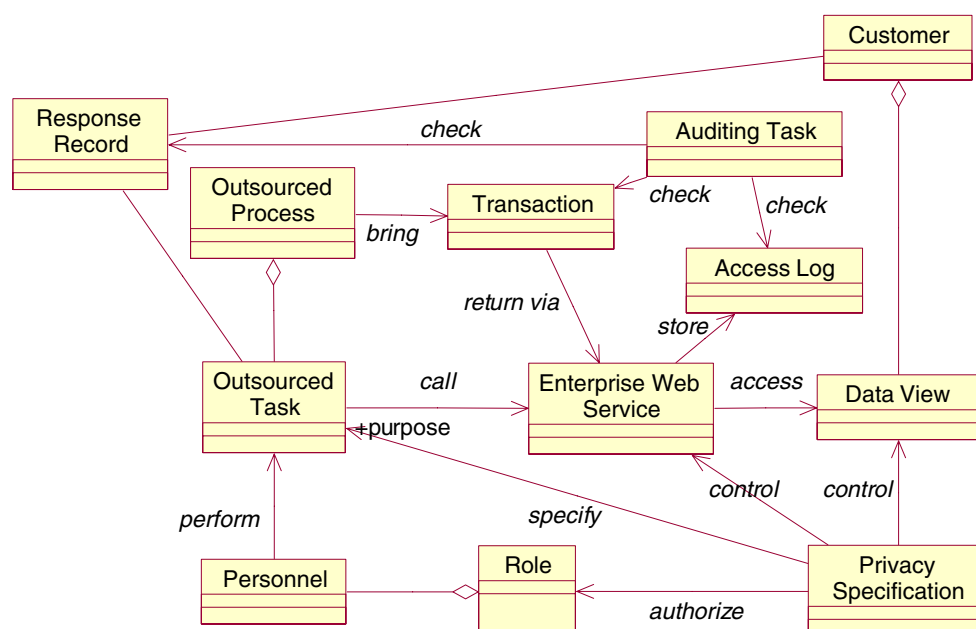 Customer
Response
Record
check
Auditing Task
Outsourced
Process
bring
Transaction
check
check
Access Log
return via
store
Outsourced
Task
call
Enterprise Web
Service
access
Data View
+purpose
control
control
specify
perform
Personnel
Role
authorize
Privacy
Specification